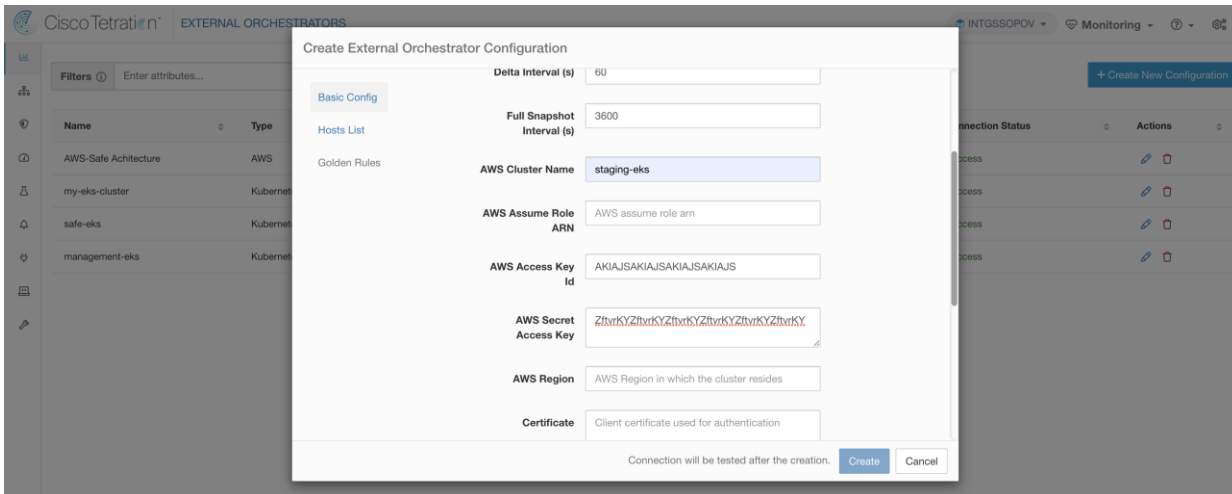 Cisco Tetration EXTERNAL ORCHESTRATORS
INTGSSOPOV
Monitoring
Create External Orchestrator Configuration
Filters
Enter attributes...
+ Create New Configuration
Name
Type
nnection Status
Actions
AWS-Safe Achitecture
AWS
ccess
my-eks-cluster
Kubernet
ccess
safe-eks
Kubernet
ccess
management-eks
Kubernet
ccess
Basic Config
Hosts List
Golden Rules
Delta Interval (s)
60
Full Snapshot
Interval (s)
3600
AWS Cluster Name
staging-eks
AWS Assume Role
ARN
AWS assume role arn
AWS Access Key
Id
AKIAJSAKIAJSAKIAJSAKIAJS
AWS Secret
Access Key
ZftvrKYZftvrKYZftvrKYZftvrKYZftvrKYZftvrKY
AWS Region
AWS Region in which the cluster resides
Certificate
Client certificate used for authentication
Connection will be tested after the creation.
Create
Cancel